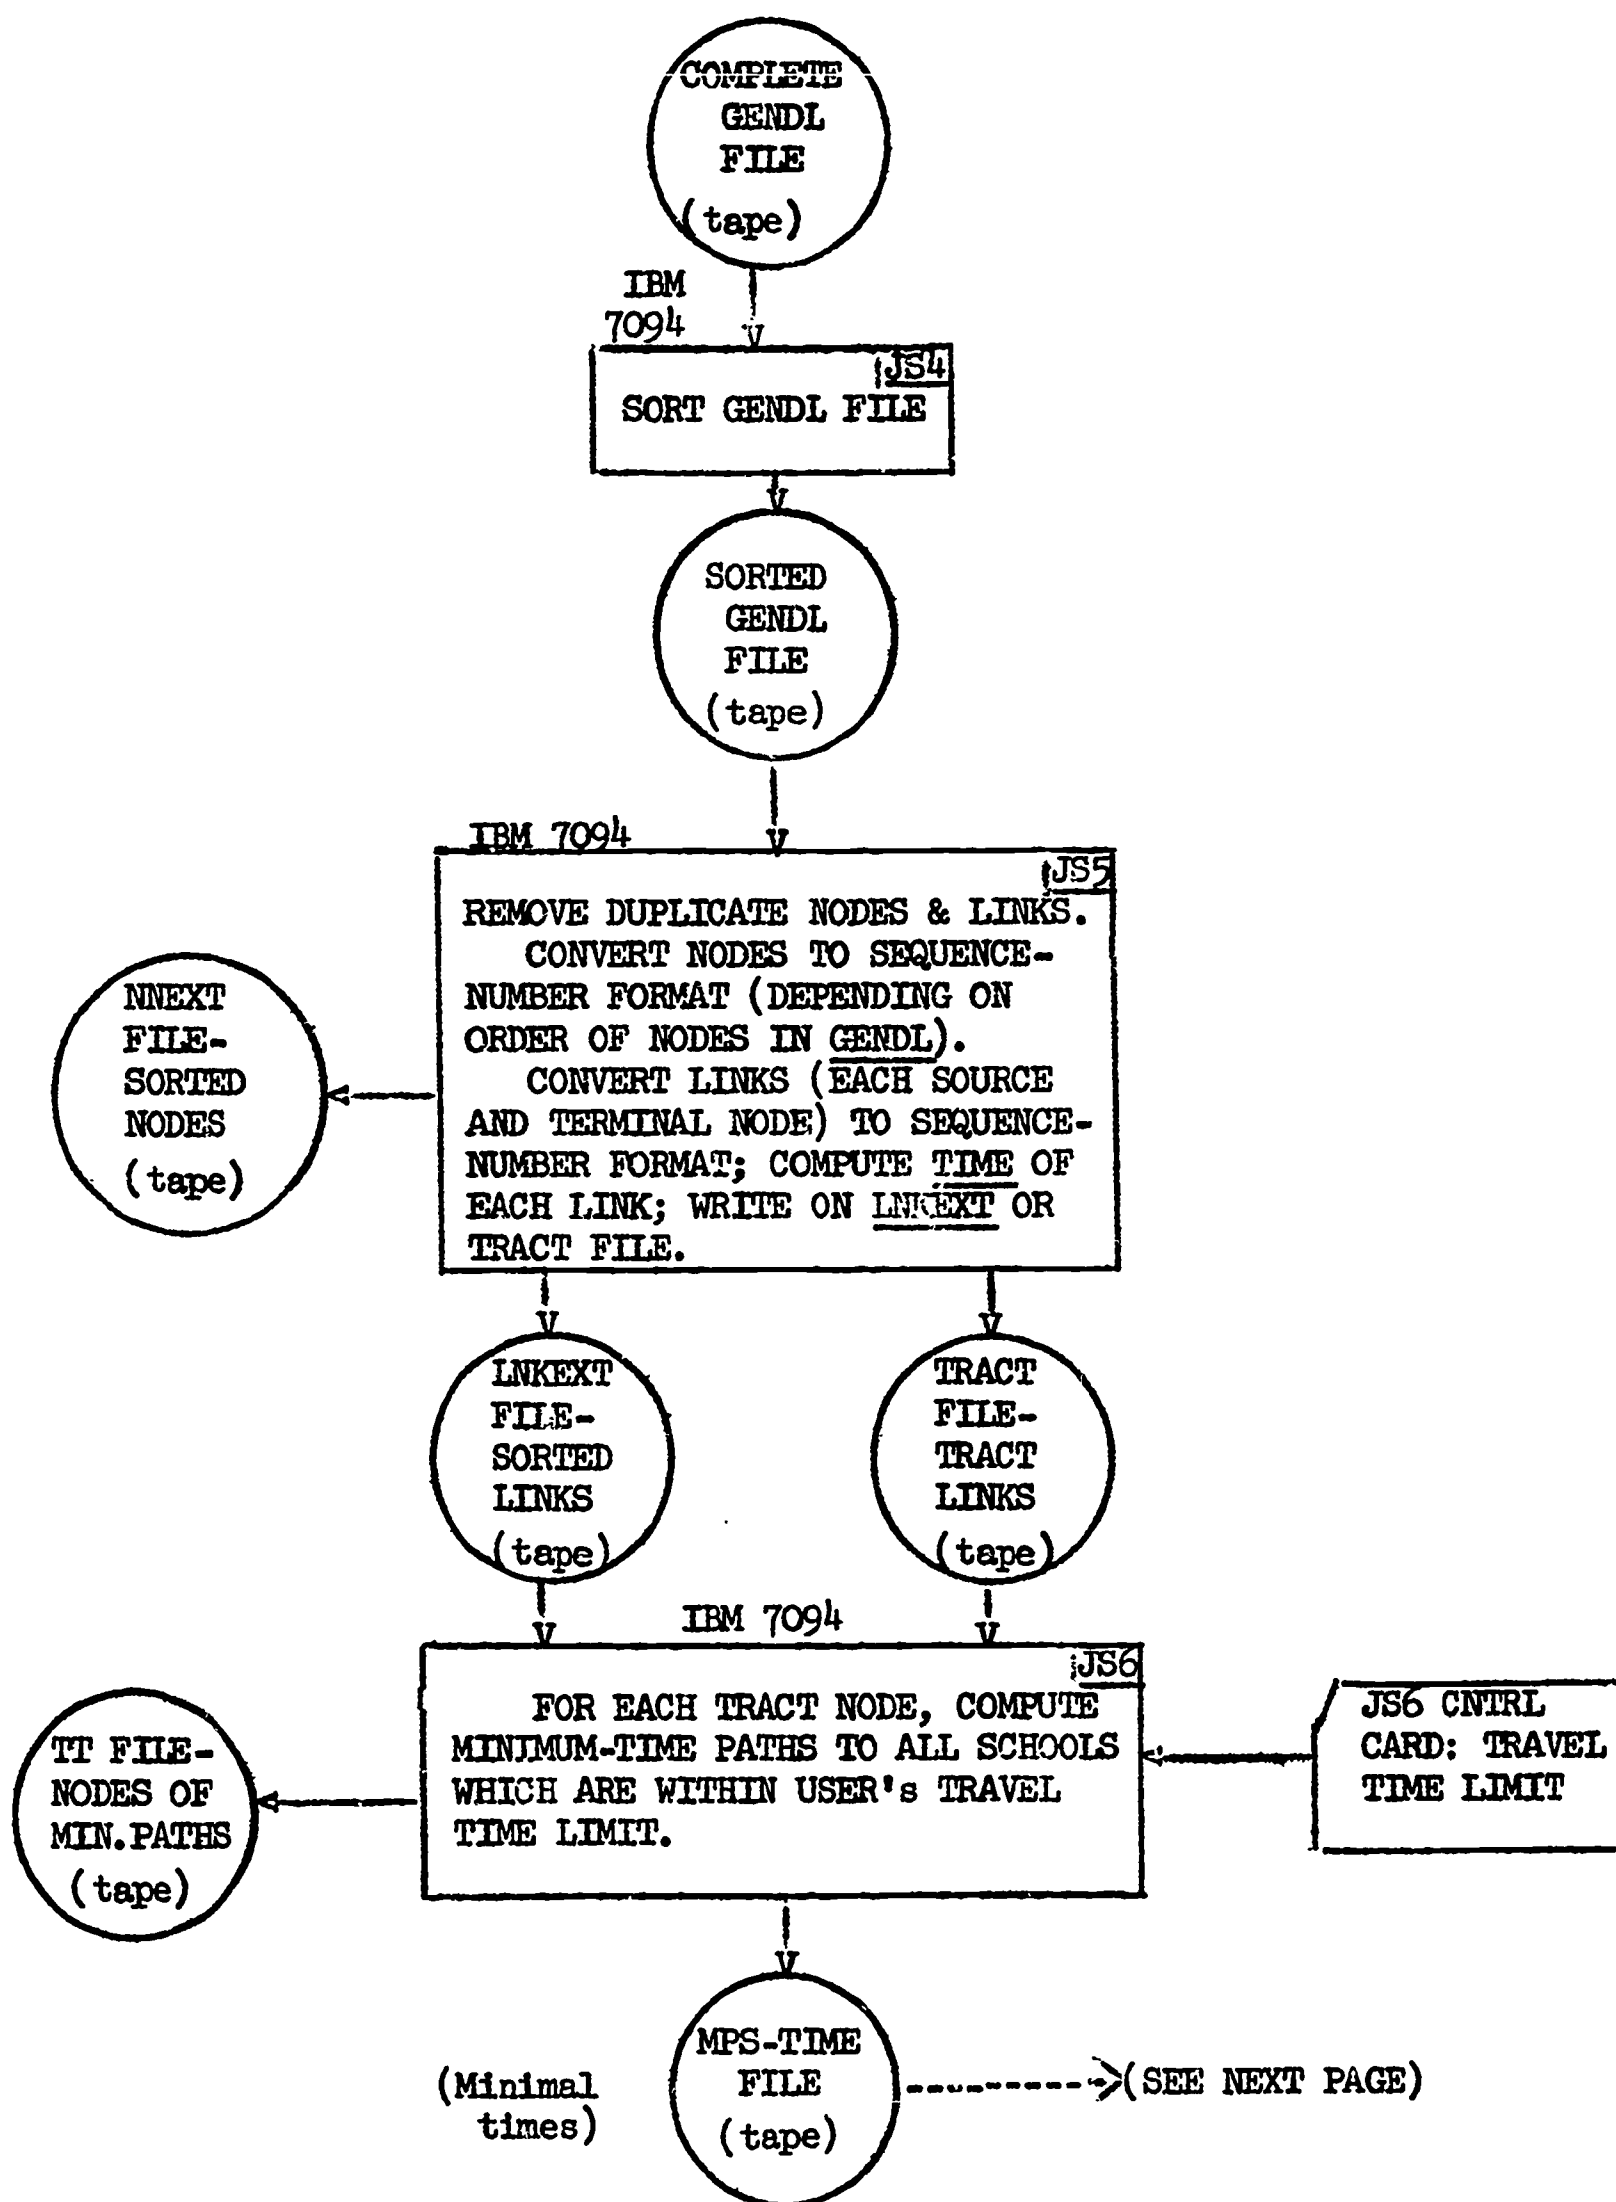 COMPLETE
GENDL
FILE
(tape)
IBM
7094
JS4
SORT GENDL FILE
SORTED
GENDL
FILE
(tape)
IBM 7094
JS5
REMOVE DUPLICATE NODES & LINKS.
CONVERT NODES TO SEQUENCE-
NUMBER FORMAT (DEPENDING ON
ORDER OF NODES IN GENDL).
CONVERT LINKS (EACH SOURCE
AND TERMINAL NODE) TO SEQUENCE-
NUMBER FORMAT; COMPUTE TIME OF
EACH LINK; WRITE ON LNKEXT OR
TRACT FILE.
NNEXT
FILE-
SORTED
NODES
(tape)
LNKEXT
FILE-
SORTED
LINKS
(tape)
TRACT
FILE-
TRACT
LINKS
(tape)
IBM 7094
JS6
FOR EACH TRACT NODE, COMPUTE
MINIMUM-TIME PATHS TO ALL SCHOOLS
WHICH ARE WITHIN USER's TRAVEL
TIME LIMIT.
JS6 CNTRL
CARD: TRAVEL
TIME LIMIT
TT FILE-
NODES OF
MIN.PATHS
(tape)
MPS-TIME
FILE
(tape)
(Minimal
times)
(SEE NEXT PAGE)